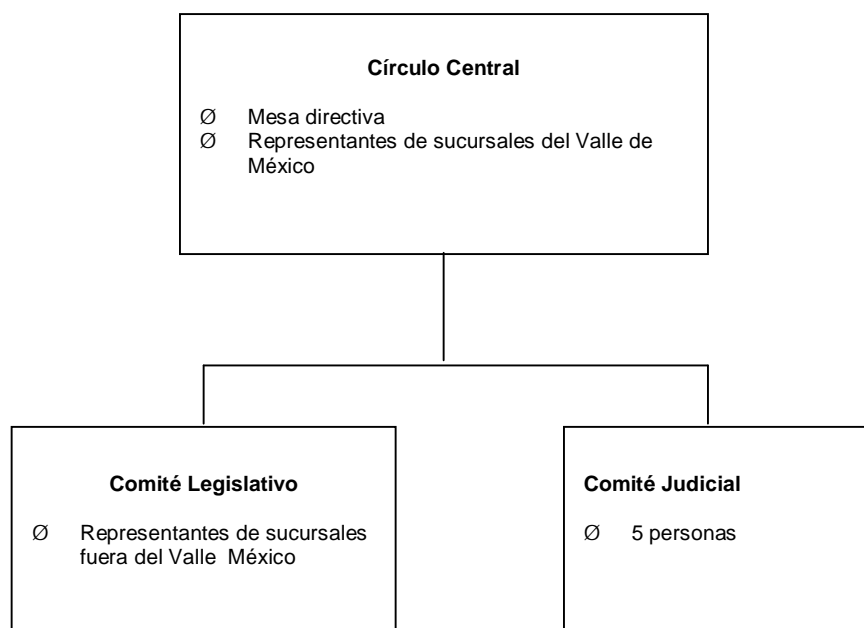 Círculo Central
Ø Mesa directiva
Ø Representantes de sucursales del Valle de
México
Comité Legislativo
Ø Representantes de sucursales
fuera del Valle México
Comité Judicial
Ø 5 personas